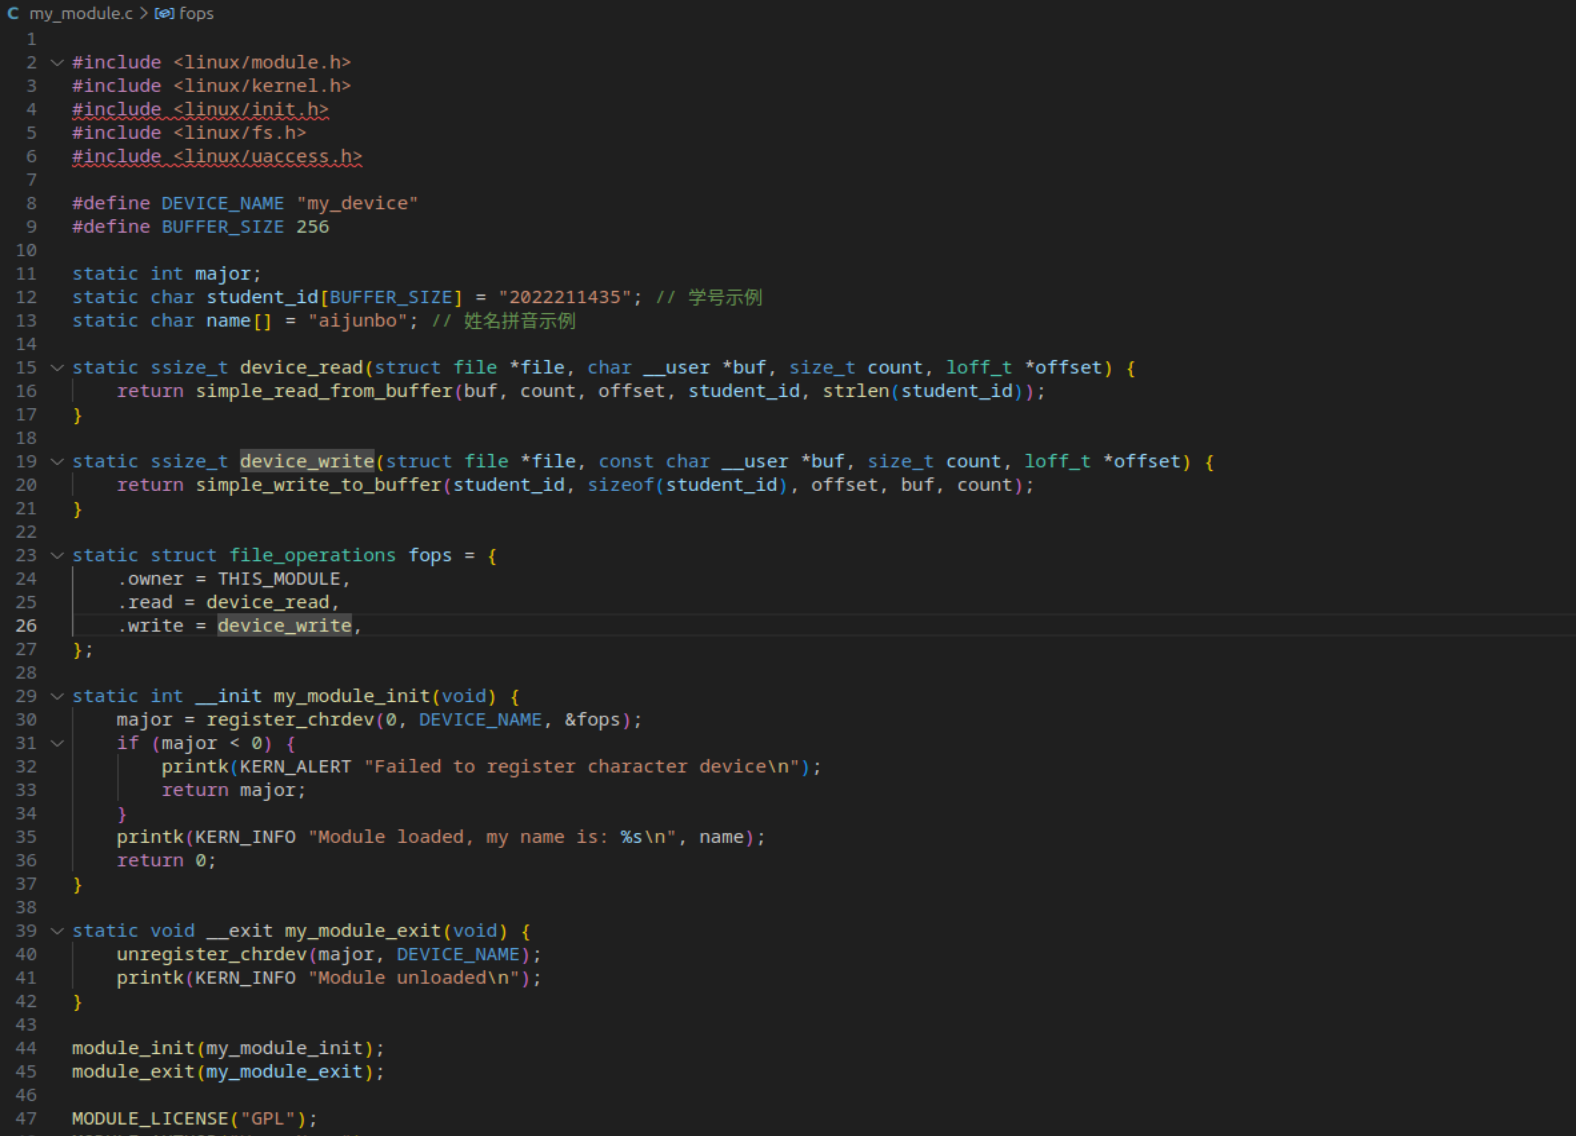 my_module.c > fops
1
2 #include <linux/module.h>
3 #include <linux/kernel.h>
4 #include <linux/init.h>
5 #include <linux/fs.h>
6 #include <linux/uaccess.h>
7
8 #define DEVICE_NAME "my_device"
9 #define BUFFER_SIZE 256
10
11 static int major;
12 static char student_id[BUFFER_SIZE] = "2022211435"; // 学号示例
13 static char name[] = "aijunbo"; // 姓名拼音示例
14
15 static ssize_t device_read(struct file *file, char __user *buf, size_t count, loff_t *offset) {
16     return simple_read_from_buffer(buf, count, offset, student_id, strlen(student_id));
17 }
18
19 static ssize_t device_write(struct file *file, const char __user *buf, size_t count, loff_t *offset) {
20     return simple_write_to_buffer(student_id, sizeof(student_id), offset, buf, count);
21 }
22
23 static struct file_operations fops = {
24     .owner = THIS_MODULE,
25     .read = device_read,
26     .write = device_write,
27 };
28
29 static int __init my_module_init(void) {
30     major = register_chrdev(0, DEVICE_NAME, &fops);
31     if (major < 0) {
32         printk(KERN_ALERT "Failed to register character device\n");
33         return major;
34     }
35     printk(KERN_INFO "Module loaded, my name is: %s\n", name);
36     return 0;
37 }
38
39 static void __exit my_module_exit(void) {
40     unregister_chrdev(major, DEVICE_NAME);
41     printk(KERN_INFO "Module unloaded\n");
42 }
43
44 module_init(my_module_init);
45 module_exit(my_module_exit);
46
47 MODULE_LICENSE("GPL");